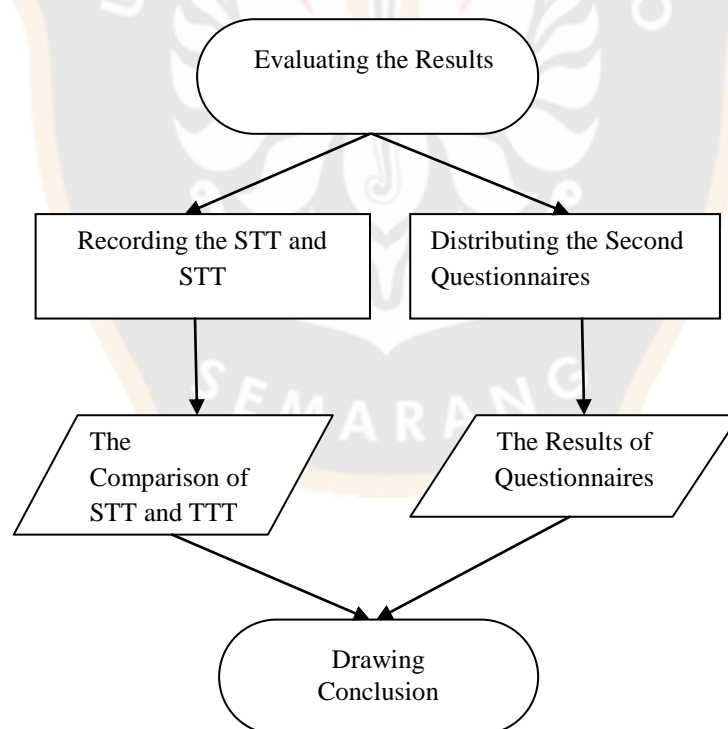 Evaluating the Results
Recording the STT and
STT
Distributing the Second
Questionnaires
SEMARANG
The
Comparison of
STT and TTT
The Results of
Questionnaires
Drawing
Conclusion